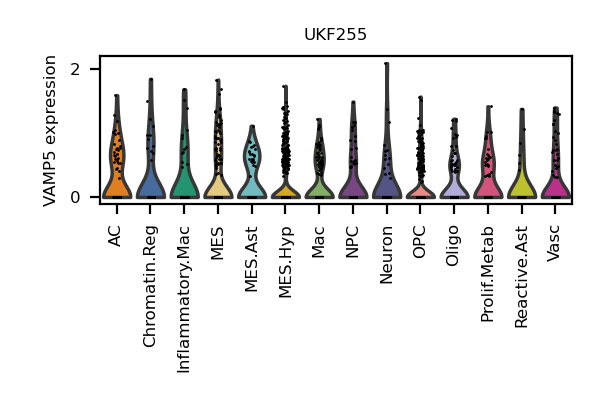 UKF255
VAMP5 expression
2
0
AC
Chromatin.Reg
Inflammatory.Mac
MES
MES.Ast
MES.Hyp
Mac
NPC
Neuron
OPC
Oligo
Prolif.Metab
Reactive.Ast
Vasc